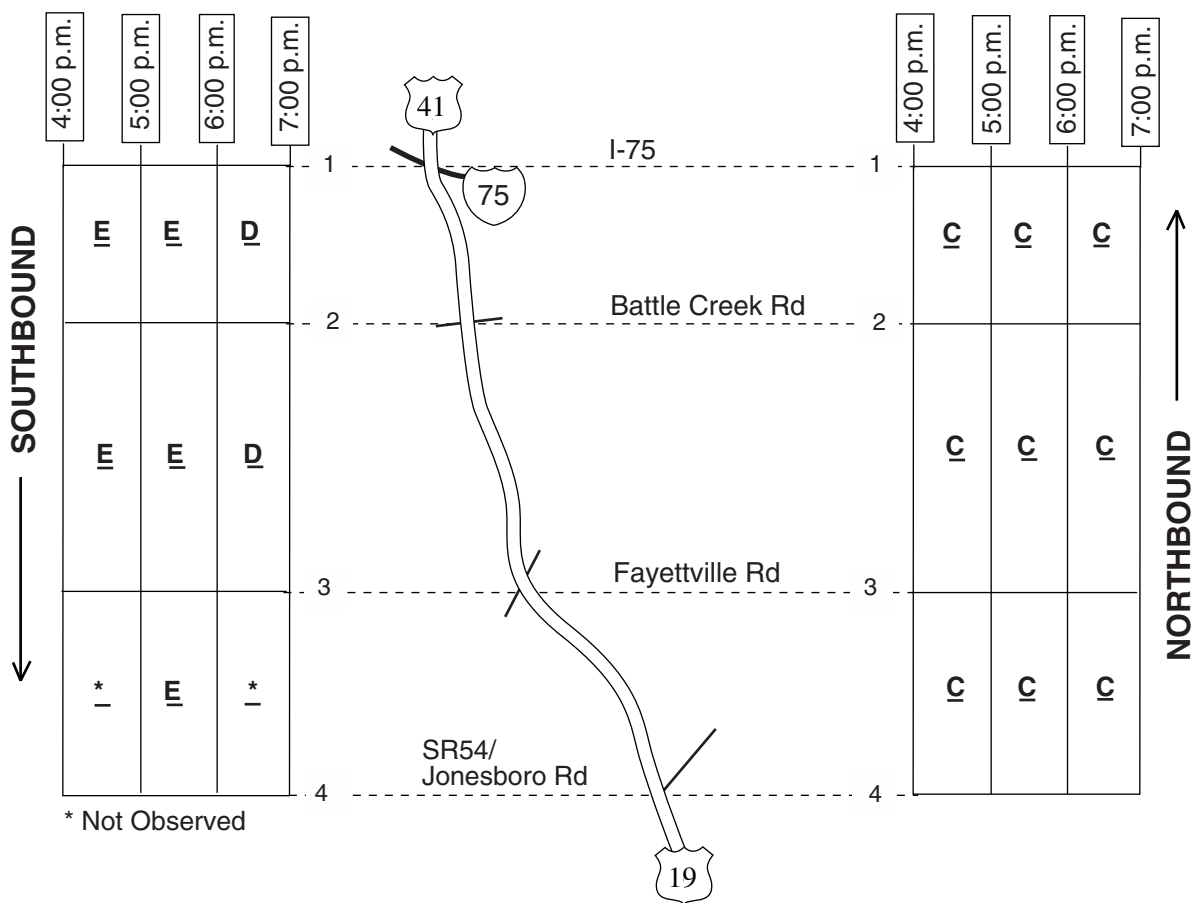 4:00 p.m.
5:00 p.m.
6:00 p.m.
7:00 p.m.
41
4:00 p.m.
5:00 p.m.
6:00 p.m.
7:00 p.m.
1
I-75
1
75
E E D
C C C
SOUTHBOUND
2
Battle Creek Rd
2
E E D
C C C
NORTHBOUND
3
Fayettville Rd
3
* E *
C C C
SR54/
Jonesboro Rd
4
4
* Not Observed
19